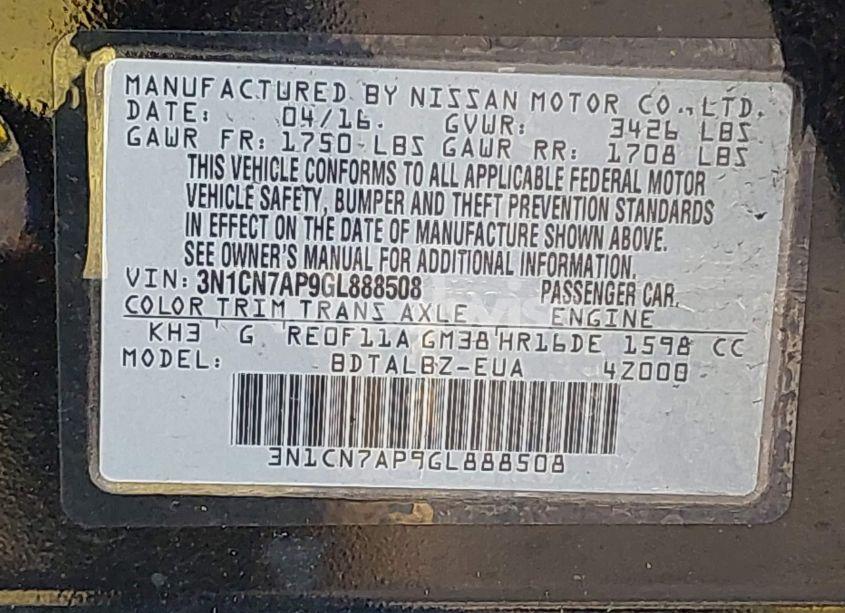 MANUFACTURED BY NISSAN MOTOR CO., LTD.
DATE: 04/16. GVWR: 3426 LBS
GAWR FR: 1750 LBS GAWR RR: 1708 LBS
THIS VEHICLE CONFORMS TO ALL APPLICABLE FEDERAL MOTOR
VEHICLE SAFETY, BUMPER AND THEFT PREVENTION STANDARDS
IN EFFECT ON THE DATE OF MANUFACTURE SHOWN ABOVE.
SEE OWNER'S MANUAL FOR ADDITIONAL INFORMATION.
VIN: 3N1CN7AP9GL888508 PASSENGER CAR.
COLOR TRIM TRANS AXLE ENGINE
KH3 G RE0F11A GM38 HR16DE 1598 CC
MODEL: BDTALBZ-EUA 4Z000
3N1CN7AP9GL888508